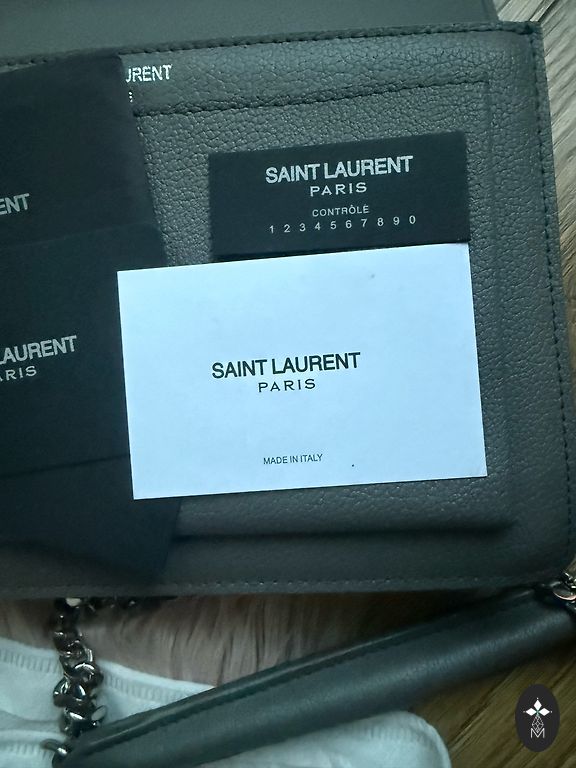 URENT
SAINT LAURENT
PARIS
CONTRÔLE
1 2 3 4 5 6 7 8 9 0
ENT
SAINT LAURENT
PARIS
MADE IN ITALY
LAURENT
ARIS